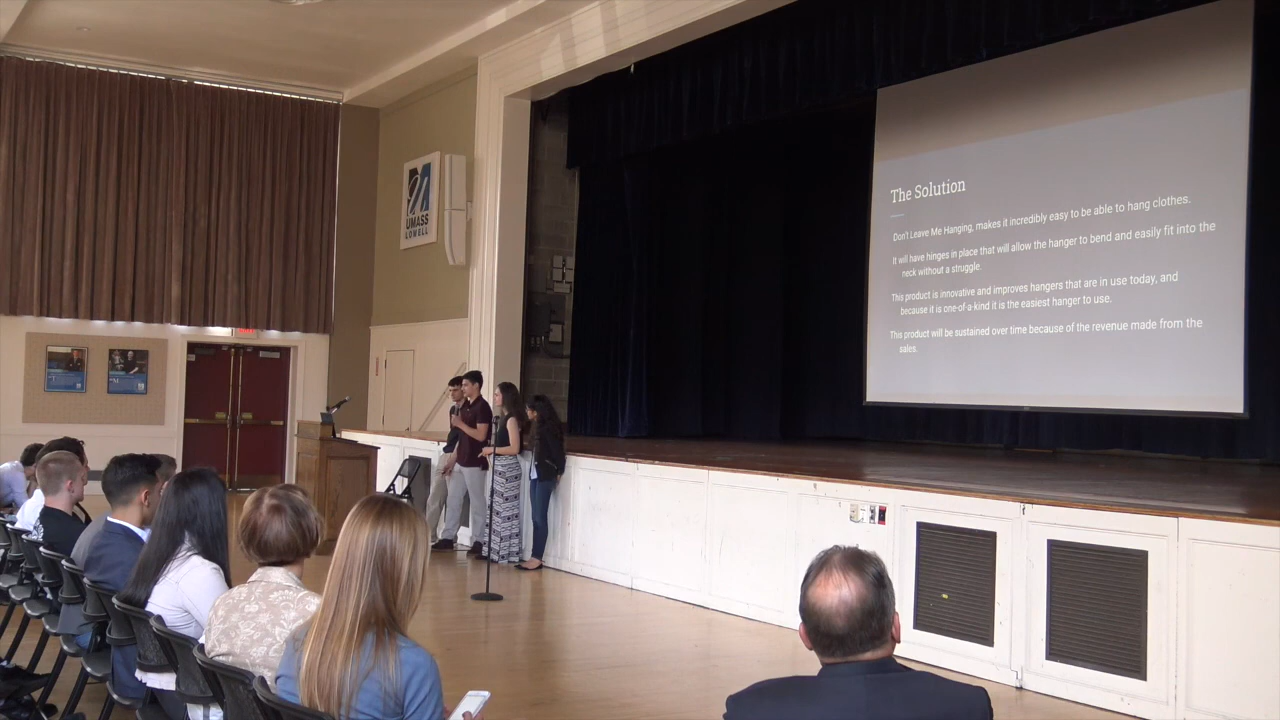 UMASS
LOWELL
The Solution
Don't Leave Me Hanging, makes it incredibly easy to be able to hang clothes.
It will have hinges in place that will allow the hanger to bend and easily fit into the
neck without a struggle.
This product is innovative and improves hangers that are in use today, and
because it is one-of-a-kind it is the easiest hanger to use.
This product will be sustained over time because of the revenue made from the
sales.